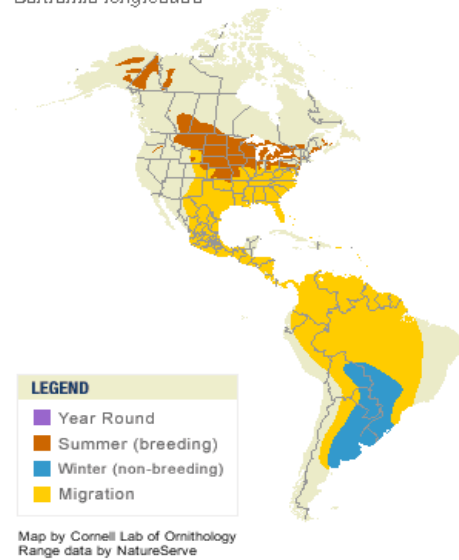 LEGEND
Year Round
Summer (breeding)
Winter (non-breeding)
Migration
Map by Cornell Lab of Ornithology
Range data by NatureServe